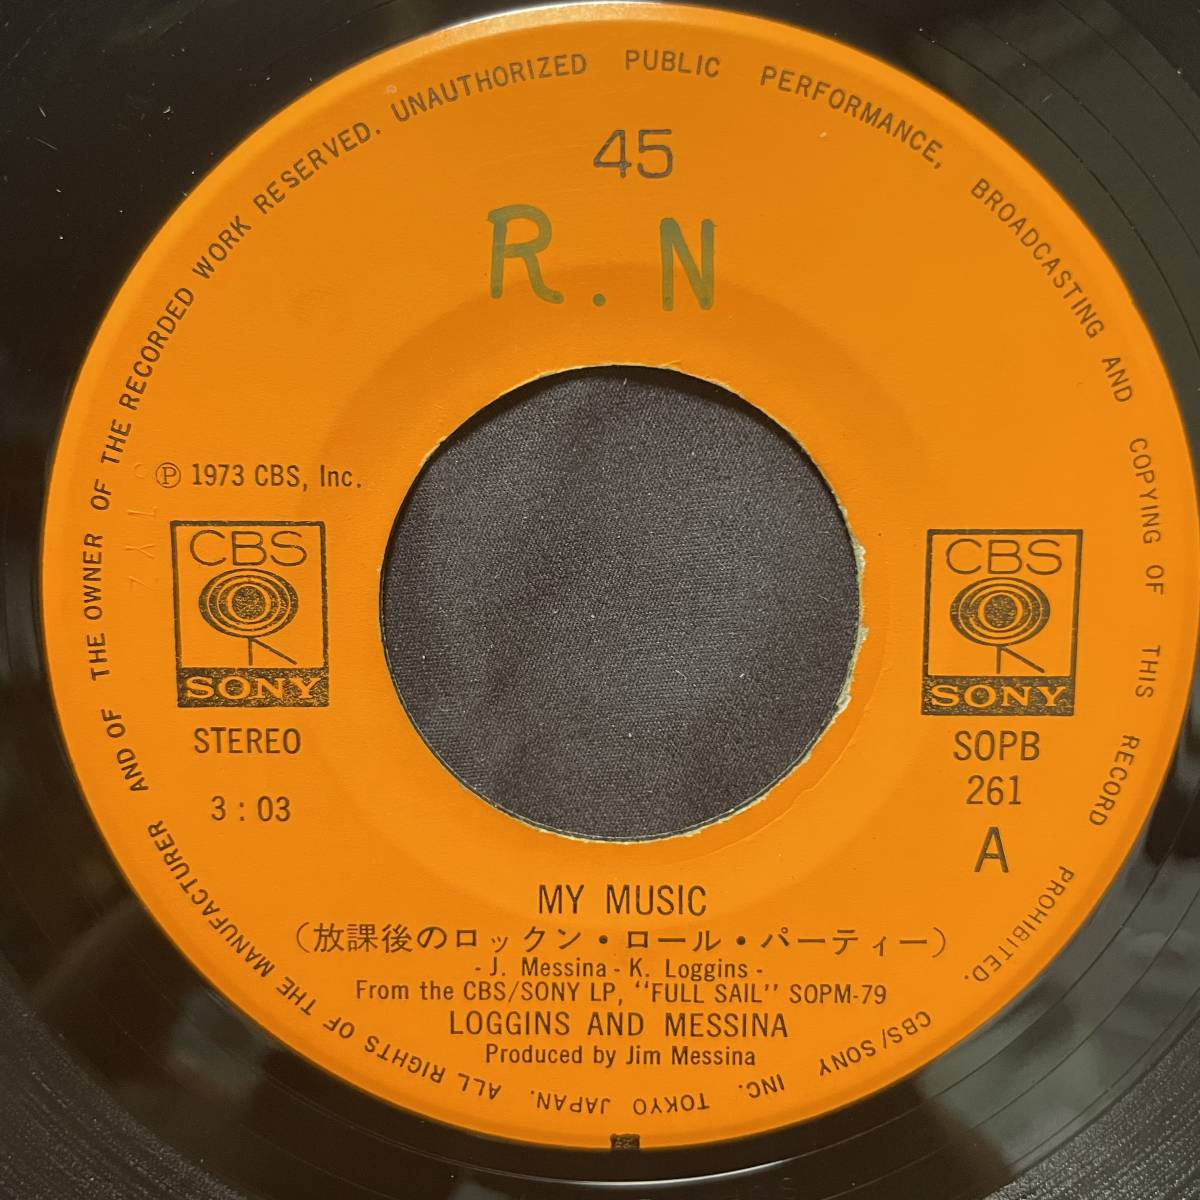 ALL RIGHTS OF THE MANUFACTURER AND OF THE OWNER OF THE RECORDED WORK RESERVED. UNAUTHORIZED PUBLIC PERFORMANCE, BROADCASTING AND COPYING OF THIS RECORD PROHIBITED.
45
R. N
Ⓟ 1973 CBS, Inc.
CBS
SONY
STEREO
3 : 03
CBS
SONY
SOPB
261
A
MY MUSIC
（放課後のロックン・ロール・パーティー）
- J. Messina - K. Loggins -
From the CBS/SONY LP, “FULL SAIL” SOPM-79
LOGGINS AND MESSINA
Produced by Jim Messina
CBS/SONY INC. TOKYO JAPAN.